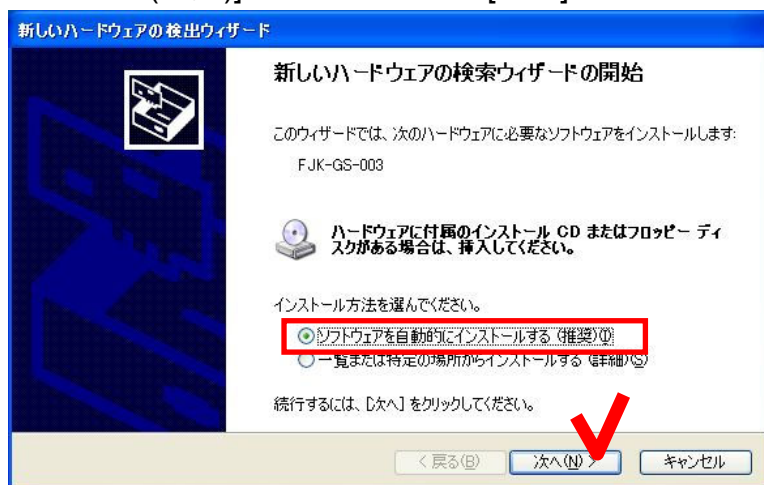 新しいハードウェアの検出ウィザード
新しいハードウェアの検索ウィザードの開始
このウィザードでは、次のハードウェアに必要なソフトウェアをインストールします:
FJK-GS-003
ハードウェアに付属のインストール CD またはフロッピー ディ
スクがある場合は、挿入してください。
インストール方法を選んでください。
ソフトウェアを自動的にインストールする (推奨)(I)
一覧または特定の場所からインストールする (詳細)(S)
続行するには、[次へ] をクリックしてください。
< 戻る(B)
次へ(N) >
キャンセル